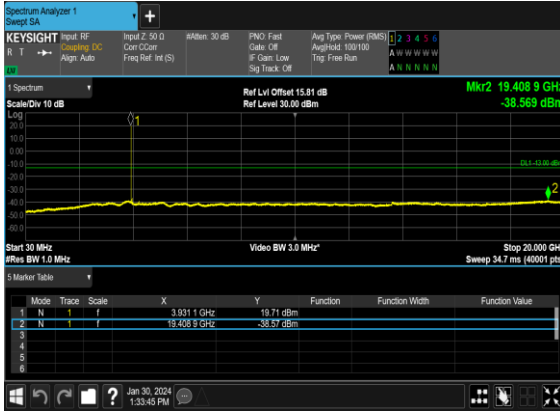 Spectrum Analyzer 1
Swept SA
+
KEYSIGHT
R T
Input: RF
Coupling: DC
Align: Auto
Input Z: 50 Ω
Corr CCorr
Freq Ref: Int (S)
#Atten: 30 dB
PNO: Fast
Gate: Off
IF Gain: Low
Sig Track: Off
Avg Type: Power (RMS)
Avg|Hold: 100/100
Trig: Free Run
1 2 3 4 5 6
A W W W W W
A N N N N N
1 Spectrum
Scale/Div 10 dB
Ref Lvl Offset 15.81 dB
Ref Level 30.00 dBm
Mkr2 19.408 9 GHz
-38.569 dBm
Log
20.0
10.0
0.00
-10.0
-20.0
-30.0
-40.0
-50.0
-60.0
1
DL1 -13.00 dBm
2
Start 30 MHz
#Res BW 1.0 MHz
Video BW 3.0 MHz*
Stop 20.000 GH
Sweep 34.7 ms (40001 pts
5 Marker Table
Mode Trace Scale X Y Function Function Width Function Value
1 N 1 f 3.931 1 GHz 19.71 dBm
2 N 1 f 19.408 9 GHz -38.57 dBm
3
4
5
6
?
Jan 30, 2024
1:33:45 PM